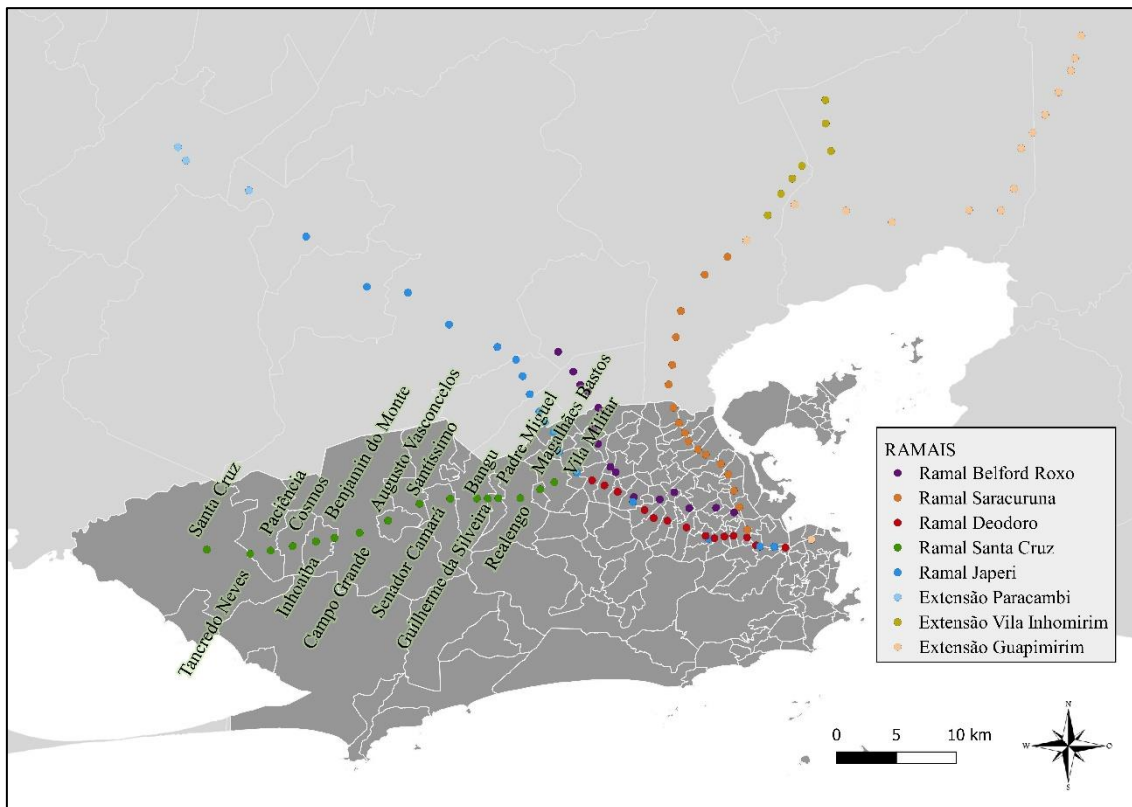 Santa Cruz
Tancredo Neves
Paciência
Cosmos
Inhoaíba
Benjamin do Monte
Campo Grande
Augusto Vasconcelos
Santíssimo
Senador Camará
Bangu
Guilherme da Silveira
Padre Miguel
Realengo
Magalhães Bastos
Vila Militar
RAMAIS
Ramal Belford Roxo
Ramal Saracuruna
Ramal Deodoro
Ramal Santa Cruz
Ramal Japeri
Extensão Paracambi
Extensão Vila Inhomirim
Extensão Guapimirim
0 5 10 km
N
W O
S